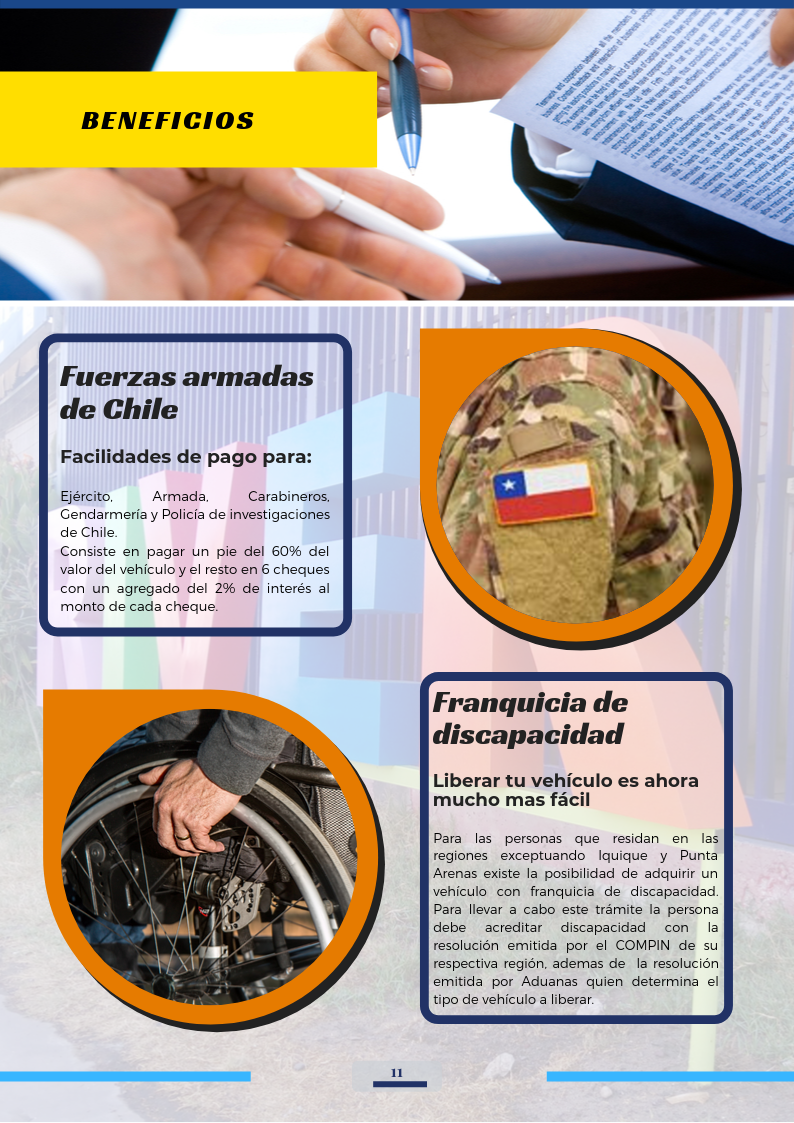 BENEFICIOS
Fuerzas armadas
de Chile
Facilidades de pago para:
Ejército, Armada, Carabineros,
Gendarmería y Policía de investigaciones
de Chile.
Consiste en pagar un pie del 60% del
valor del vehículo y el resto en 6 cheques
con un agregado del 2% de interés al
monto de cada cheque.
Franquicia de
discapacidad
Liberar tu vehículo es ahora
mucho mas fácil
Para las personas que residan en las
regiones exceptuando Iquique y Punta
Arenas existe la posibilidad de adquirir un
vehículo con franquicia de discapacidad.
Para llevar a cabo este trámite la persona
debe acreditar discapacidad con la
resolución emitida por el COMPIN de su
respectiva región, ademas de la resolución
emitida por Aduanas quien determina el
tipo de vehículo a liberar.
11